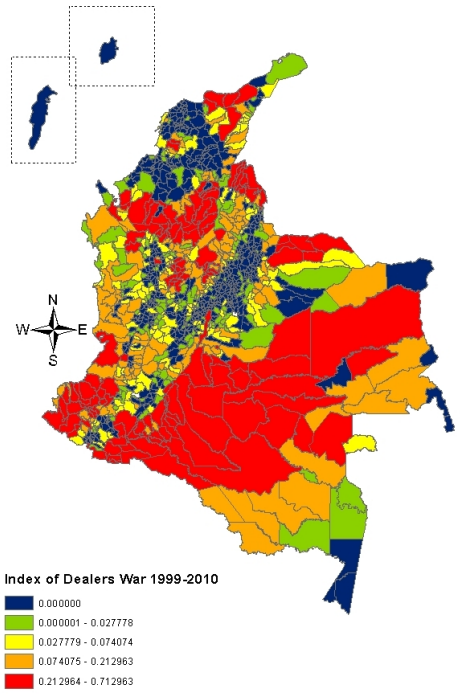 N
W E
S
Index of Dealers War 1999-2010
0.000000
0.000001 - 0.027778
0.027779 - 0.074074
0.074075 - 0.212963
0.212964 - 0.712963